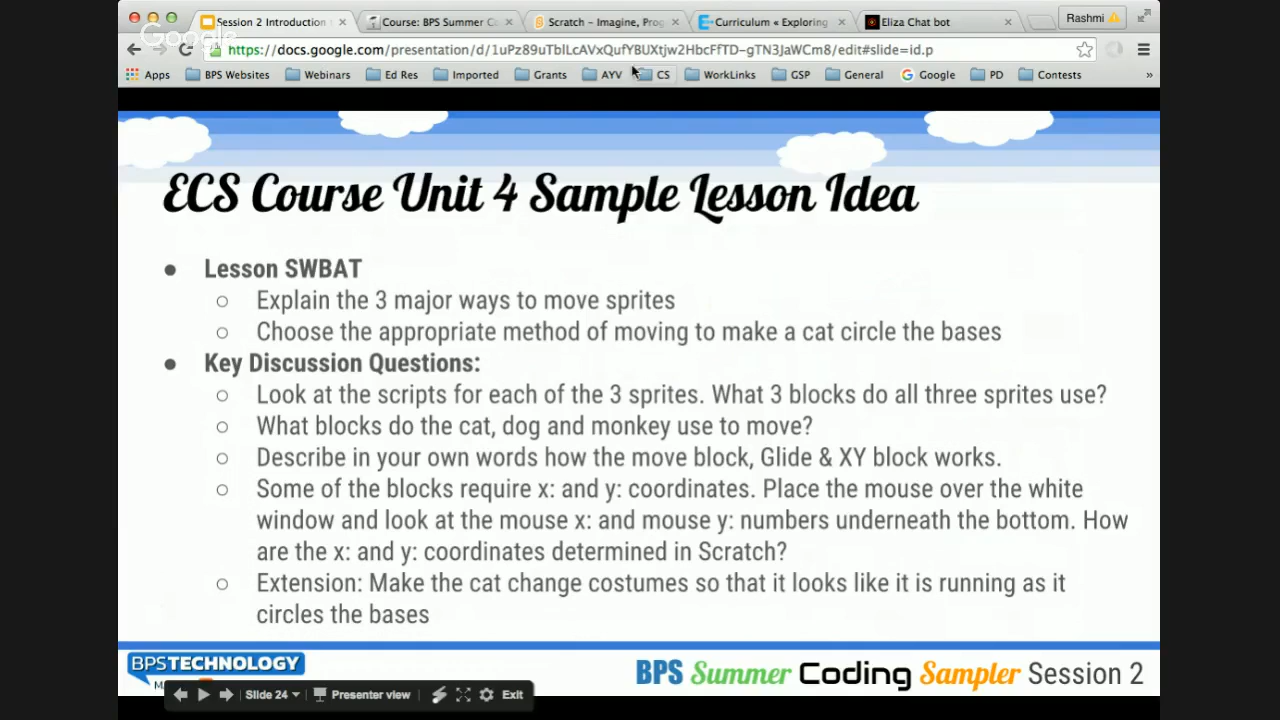 Session 2 Introduction
Course: BPS Summer Co
Scratch – Imagine, Prog
Curriculum « Exploring
Eliza Chat bot
Rashmi
Google
https://docs.google.com/presentation/d/1uPz89uTblLcAVxQufYBUXtjw2HbcFfTD-gTN3JaWCm8/edit#slide=id.p
Apps BPS Websites Webinars Ed Res Imported Grants AYV CS WorkLinks GSP General Google PD Contests »
ECS Course Unit 4 Sample Lesson Idea
● Lesson SWBAT
○ Explain the 3 major ways to move sprites
○ Choose the appropriate method of moving to make a cat circle the bases
● Key Discussion Questions:
○ Look at the scripts for each of the 3 sprites. What 3 blocks do all three sprites use?
○ What blocks do the cat, dog and monkey use to move?
○ Describe in your own words how the move block, Glide & XY block works.
○ Some of the blocks require x: and y: coordinates. Place the mouse over the white
window and look at the mouse x: and mouse y: numbers underneath the bottom. How
are the x: and y: coordinates determined in Scratch?
○ Extension: Make the cat change costumes so that it looks like it is running as it
circles the bases
BPSTECHNOLOGY
BPS Summer Coding Sampler Session 2
Slide 24 Presenter view Exit